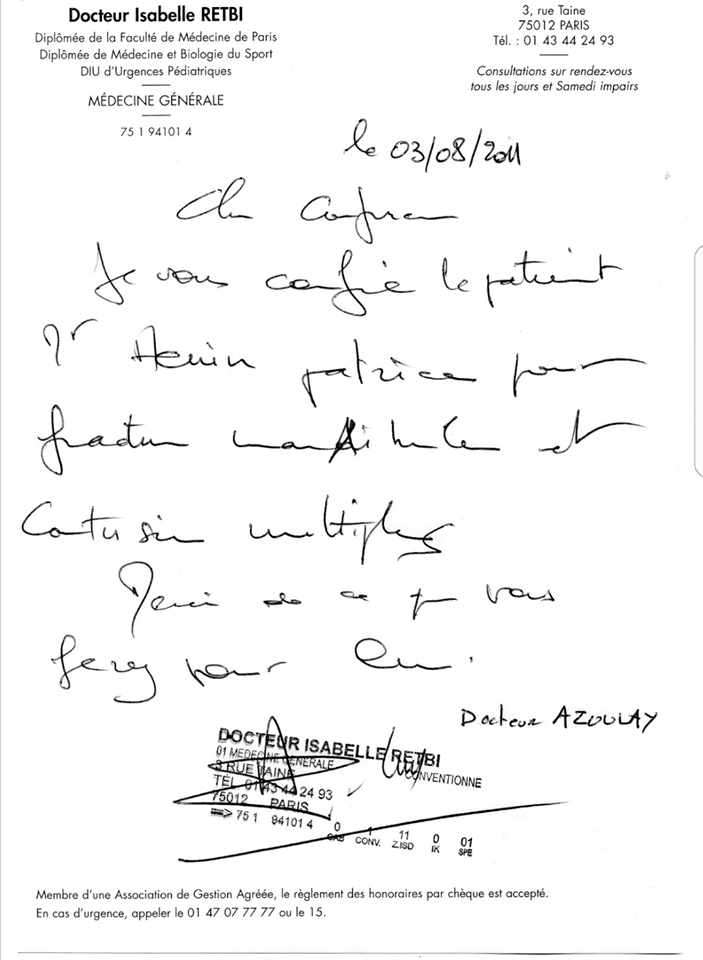 Docteur Isabelle RETBI
Diplômée de la Faculté de Médecine de Paris
Diplômée de Médecine et Biologie du Sport
DIU d'Urgences Pédiatriques
MÉDECINE GÉNÉRALE
75 1 94101 4
3, rue Taine
75012 PARIS
Tél. : 01 43 44 24 93
Consultations sur rendez-vous
tous les jours et Samedi impairs
le 03/08/2011
Cher Confrère
Je vous confie le patient
Mr Henin patrice pour
fracture mandibule et
Contusion multiples
Merci de ce que vous
ferez pour lui.
Docteur AZOULAY
DOCTEUR ISABELLE RETBI
01 MEDECINE GENERALE
3 RUE TAINE
CONVENTIONNE
TÉL. 01 43 44 24 93
75012 PARIS
==> 75 1 94101 4
0 1 11 0 01
CAB CONV. Z.ISD IK SPE
Membre d'une Association de Gestion Agréée, le règlement des honoraires par chèque est accepté.
En cas d'urgence, appeler le 01 47 07 77 77 ou le 15.